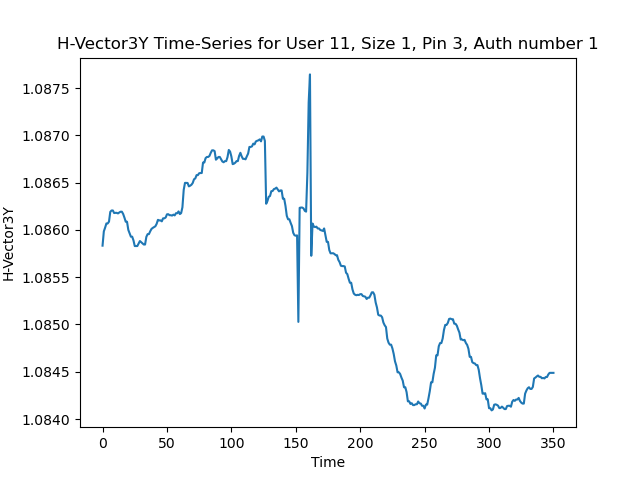 H-Vector3Y Time-Series for User 11, Size 1, Pin 3, Auth number 1
1.0875
1.0870
1.0865
1.0860
1.0855
1.0850
1.0845
1.0840
H-Vector3Y
0 50 100 150 200 250 300 350
Time